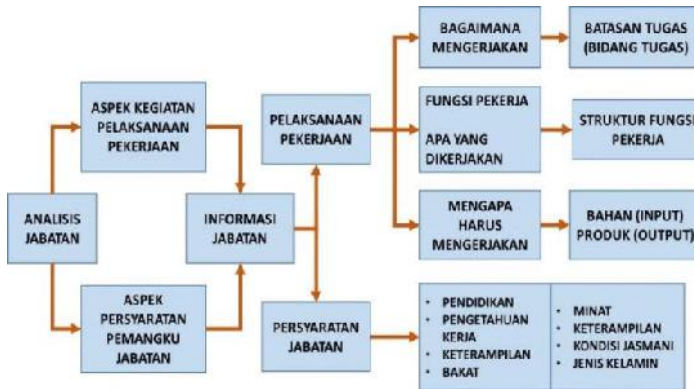 ANALISIS
JABATAN
ASPEK KEGIATAN
PELAKSANAAN
PEKERJAAN
ASPEK
PERSYARATAN
PEMANGKU
JABATAN
INFORMASI
JABATAN
PELAKSANAAN
PEKERJAAN
PERSYARATAN
JABATAN
BAGAIMANA
MENGERJAKAN
BATASAN TUGAS
(BIDANG TUGAS)
FUNGSI PEKERJA
APA YANG
DIKERJAKAN
STRUKTUR FUNGSI
PEKERJA
MENGAPA
HARUS
MENGERJAKAN
BAHAN (INPUT)
PRODUK (OUTPUT)
• PENDIDIKAN
• PENGETAHUAN
KERJA
• KETERAMPILAN
• BAKAT
• MINAT
• KETERAMPILAN
• KONDISI JASMANI
• JENIS KELAMIN